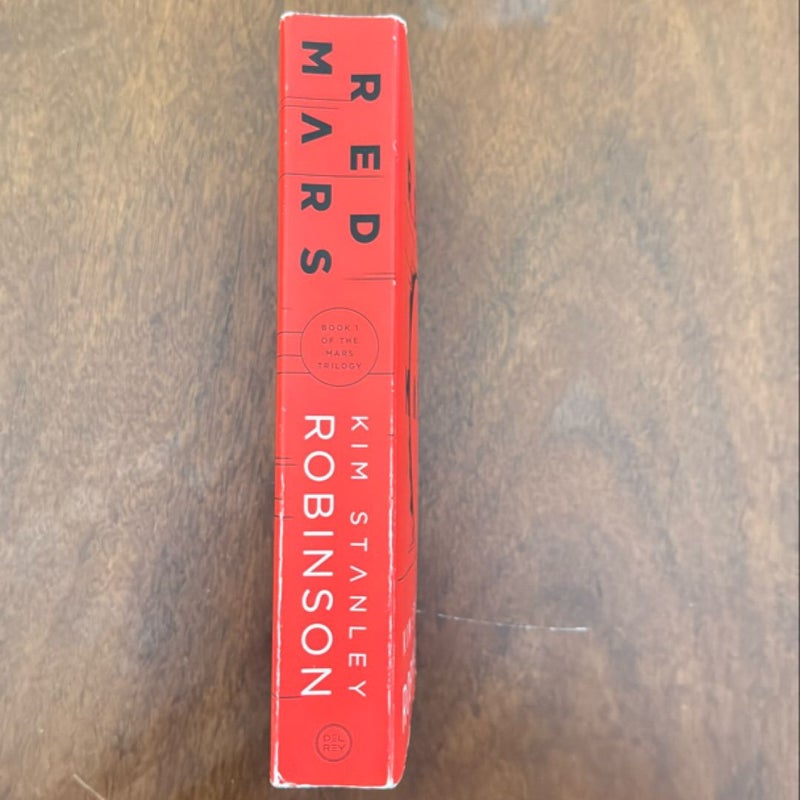 RED
MARS
BOOK 1
OF THE
MARS
TRILOGY
KIM STANLEY
ROBINSON
DEL
REY